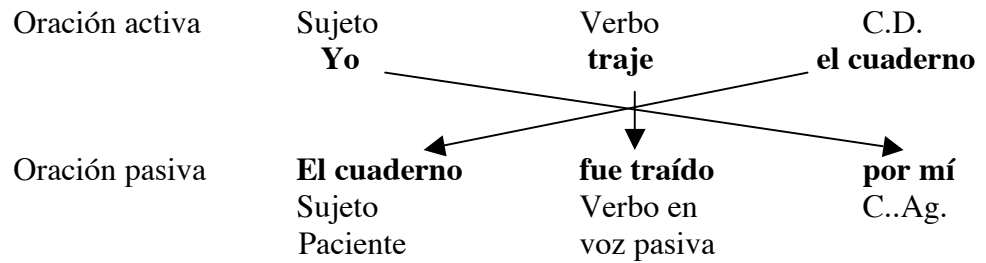 Oración activa Sujeto Verbo C.D.
Yo traje el cuaderno
Oración pasiva El cuaderno fue traído por mí
Sujeto Verbo en C..Ag.
Paciente voz pasiva